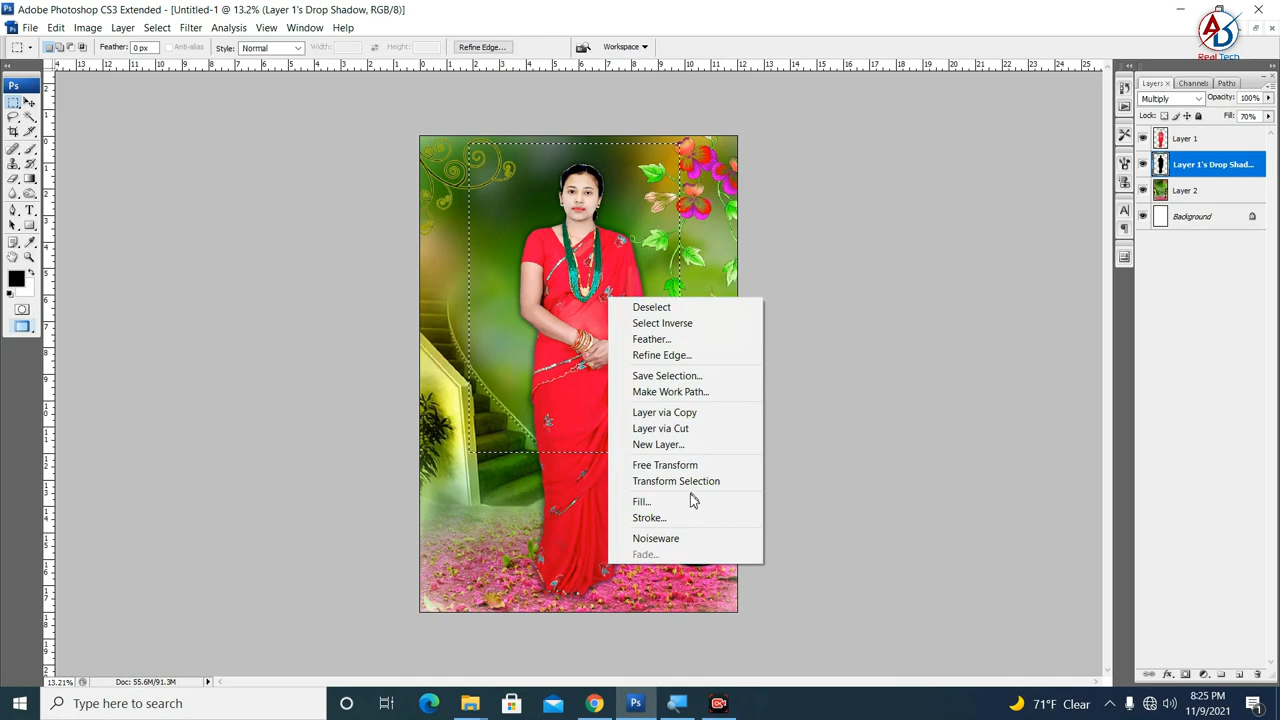 Adobe Photoshop CS3 Extended - [Untitled-1 @ 13.2% (Layer 1's Drop Shadow, RGB/8)]
File Edit Image Layer Select Filter Analysis View Window Help
Feather: 0 px Anti-alias Style: Normal Width: Height: Refine Edge... Workspace
RealTech
Ps
Layers Channels Paths
Multiply Opacity: 100%
Lock: Fill: 70%
Layer 1
Layer 1's Drop Shad...
Layer 2
Background
Deselect
Select Inverse
Feather...
Refine Edge...
Save Selection...
Make Work Path...
Layer via Copy
Layer via Cut
New Layer...
Free Transform
Transform Selection
Fill...
Stroke...
Noiseware
Fade...
13.21% Doc: 55.6M/91.3M
Type here to search
Ps
71°F Clear
8:25 PM
11/9/2021